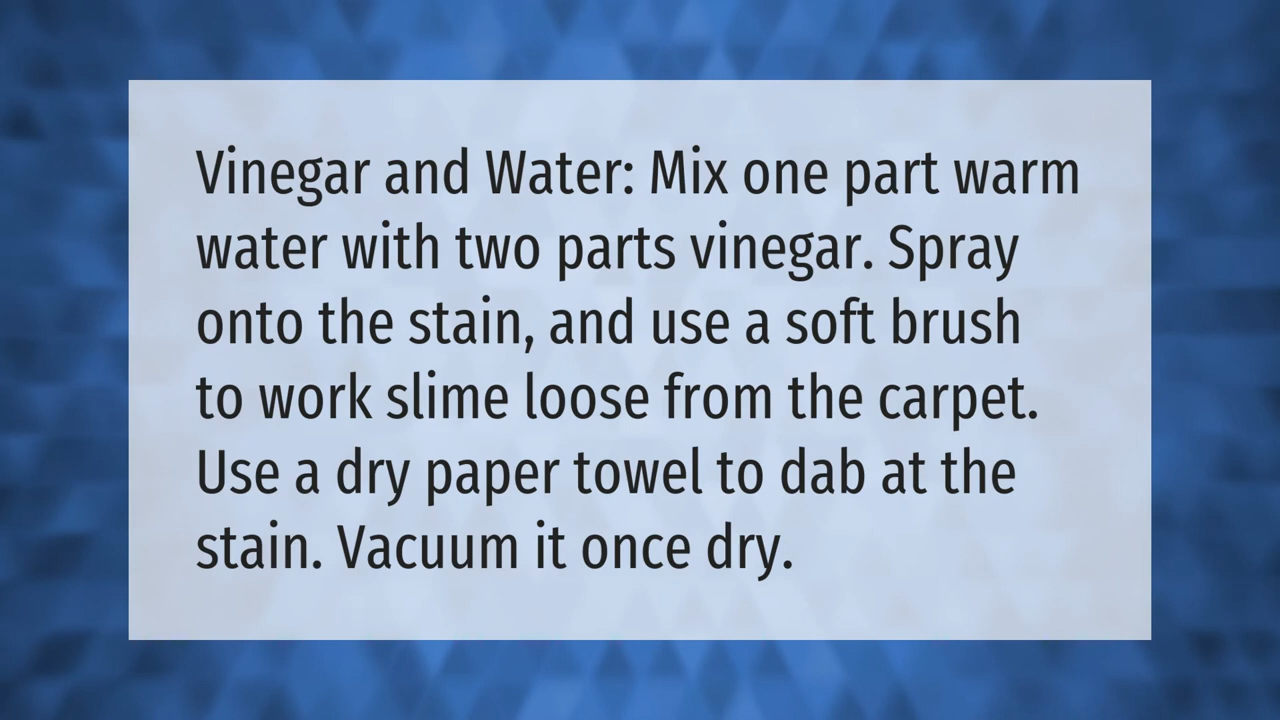 Vinegar and Water: Mix one part warm
water with two parts vinegar. Spray
onto the stain, and use a soft brush
to work slime loose from the carpet.
Use a dry paper towel to dab at the
stain. Vacuum it once dry.